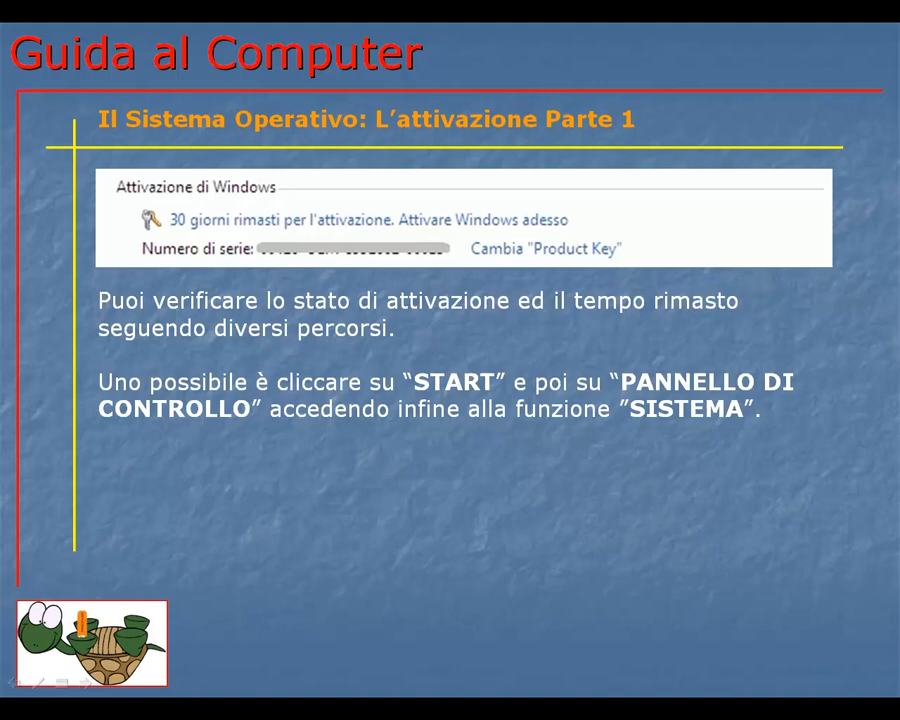 Guida al Computer
Il Sistema Operativo: L’attivazione Parte 1
Attivazione di Windows
30 giorni rimasti per l'attivazione. Attivare Windows adesso
Numero di serie: Cambia "Product Key"
Puoi verificare lo stato di attivazione ed il tempo rimasto
seguendo diversi percorsi.
Uno possibile è cliccare su “START” e poi su “PANNELLO DI
CONTROLLO” accedendo infine alla funzione ”SISTEMA”.